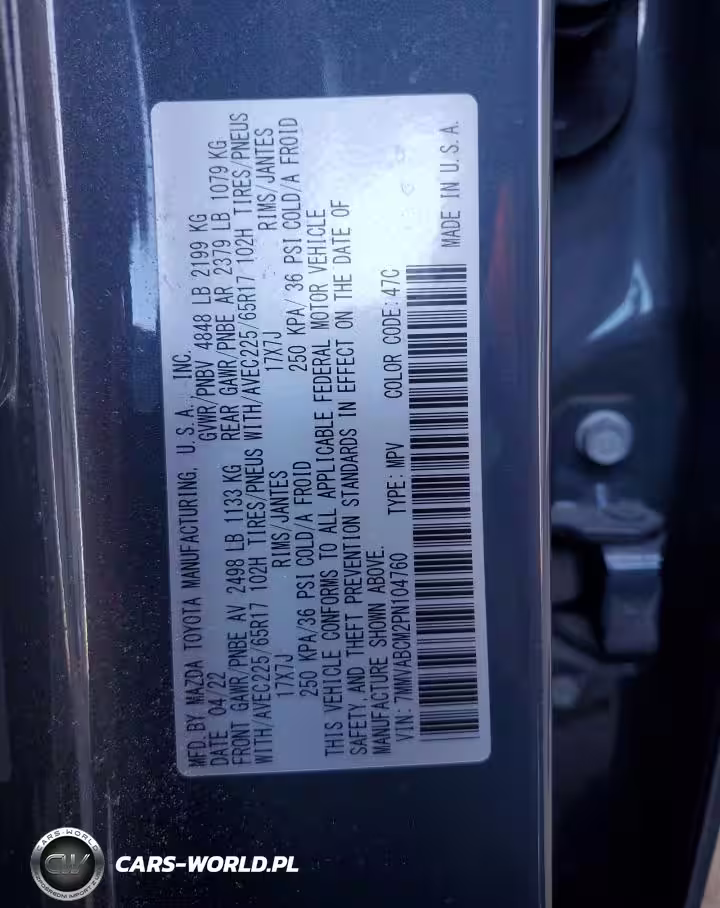 MFD. BY MAZDA TOYOTA MANUFACTURING, U.S.A., INC.
DATE 04/22 GVWR/PNBV 4848 LB 2199 KG
FRONT GAWR/PNBE AV 2498 LB 1133 KG REAR GAWR/PNBE AR 2379 LB 1079 KG
WITH/AVEC225/65R17 102H TIRES/PNEUS WITH/AVEC225/65R17 102H TIRES/PNEUS
17X7J RIMS/JANTES 17X7J RIMS/JANTES
250 KPA/36 PSI COLD/A FROID 250 KPA/ 36 PSI COLD/A FROID
THIS VEHICLE CONFORMS TO ALL APPLICABLE FEDERAL MOTOR VEHICLE
SAFETY AND THEFT PREVENTION STANDARDS IN EFFECT ON THE DATE OF
MANUFACTURE SHOWN ABOVE.
VIN: 7MMVABCM2PN104760 TYPE: MPV COLOR CODE: 47C
MADE IN U.S.A.
CARS-WORLD
CW
CARS-WORLD.PL